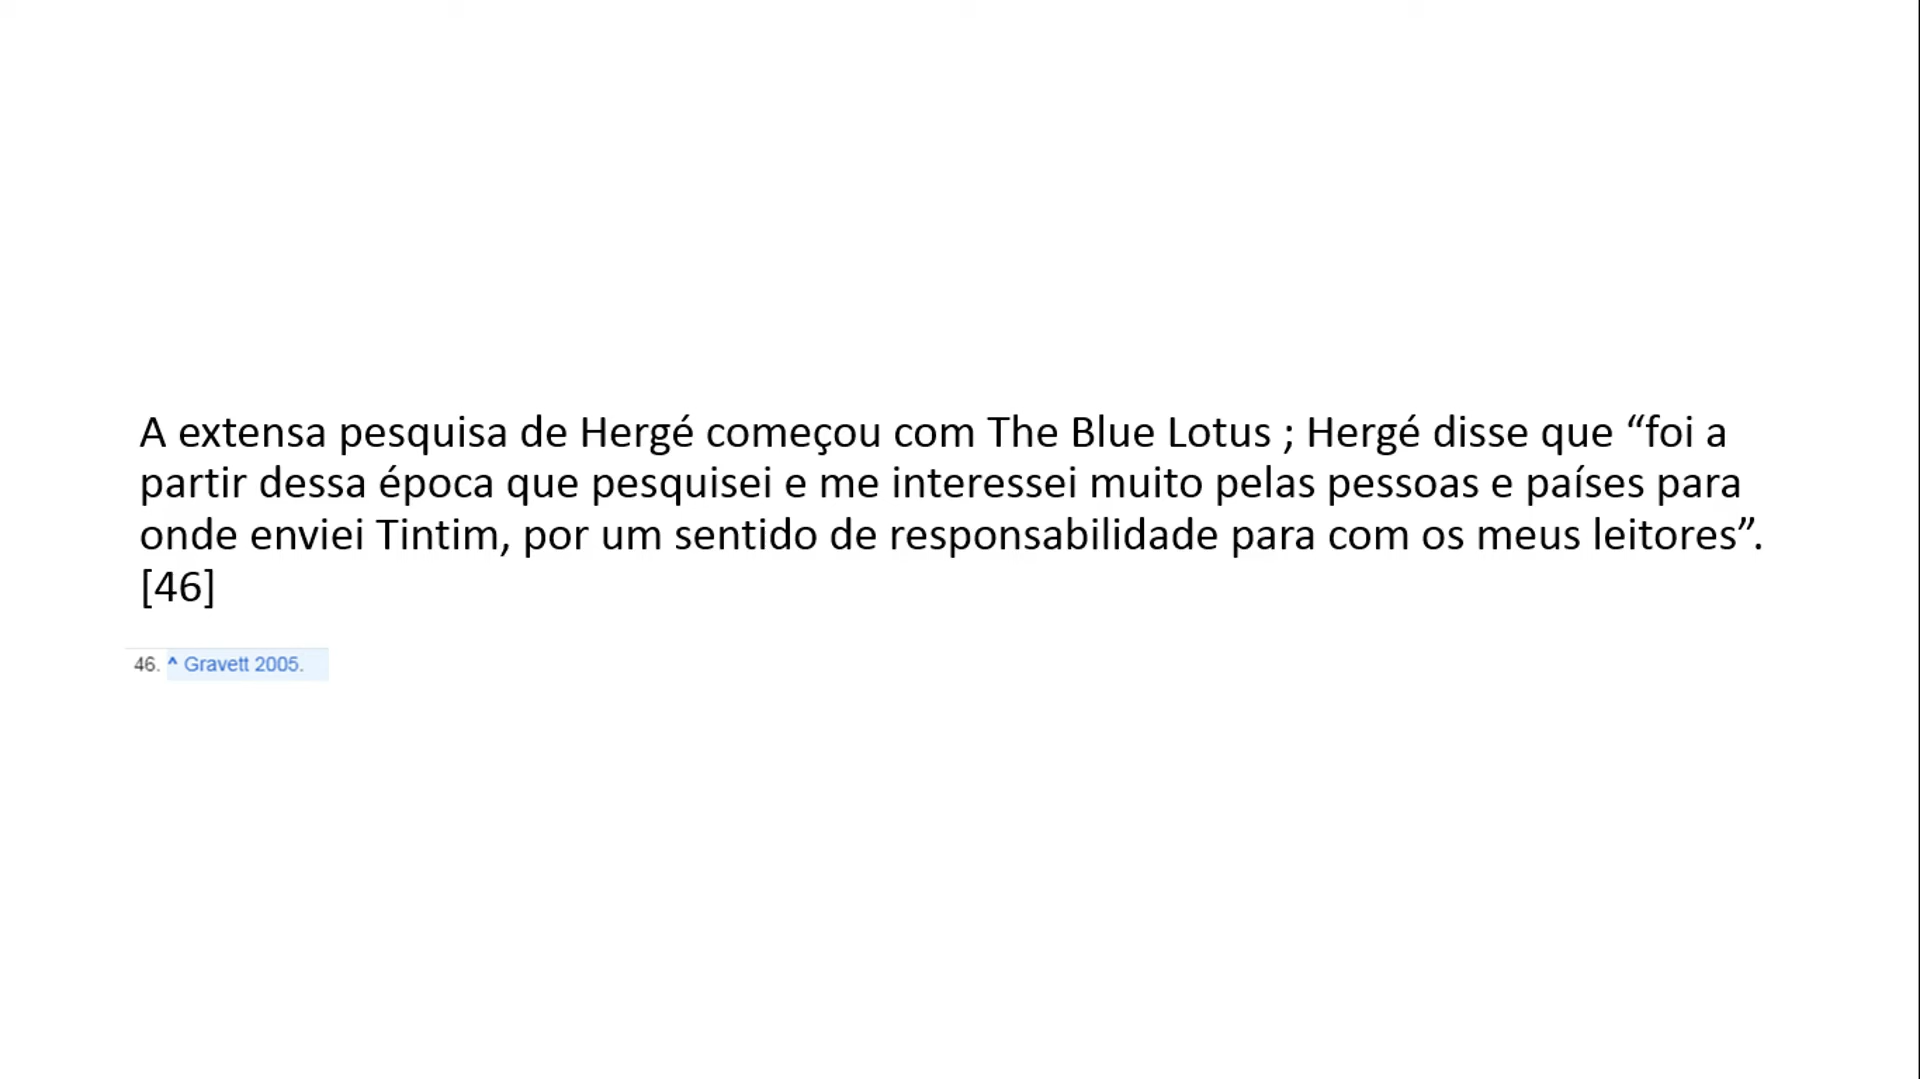 A extensa pesquisa de Hergé começou com The Blue Lotus ; Hergé disse que “foi a
partir dessa época que pesquisei e me interessei muito pelas pessoas e países para
onde enviei Tintim, por um sentido de responsabilidade para com os meus leitores”.
[46]
46. ^ Gravett 2005.